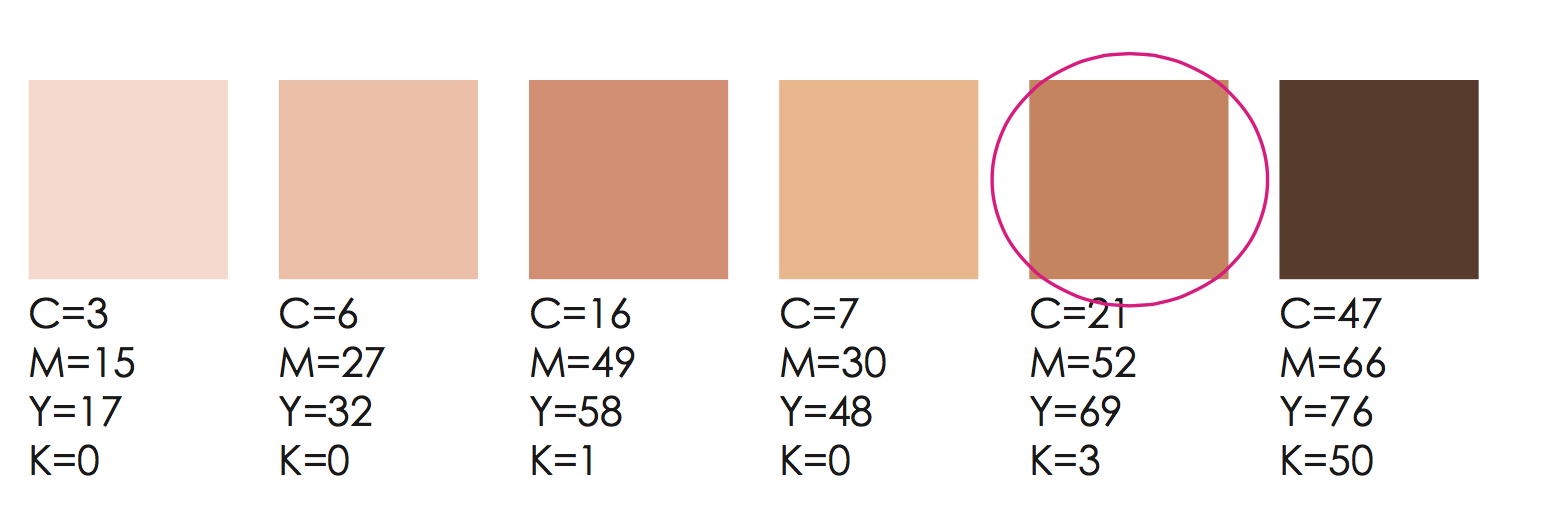 C=3
M=15
Y=17
K=0
C=6
M=27
Y=32
K=0
C=16
M=49
Y=58
K=1
C=7
M=30
Y=48
K=0
C=21
M=52
Y=69
K=3
C=47
M=66
Y=76
K=50